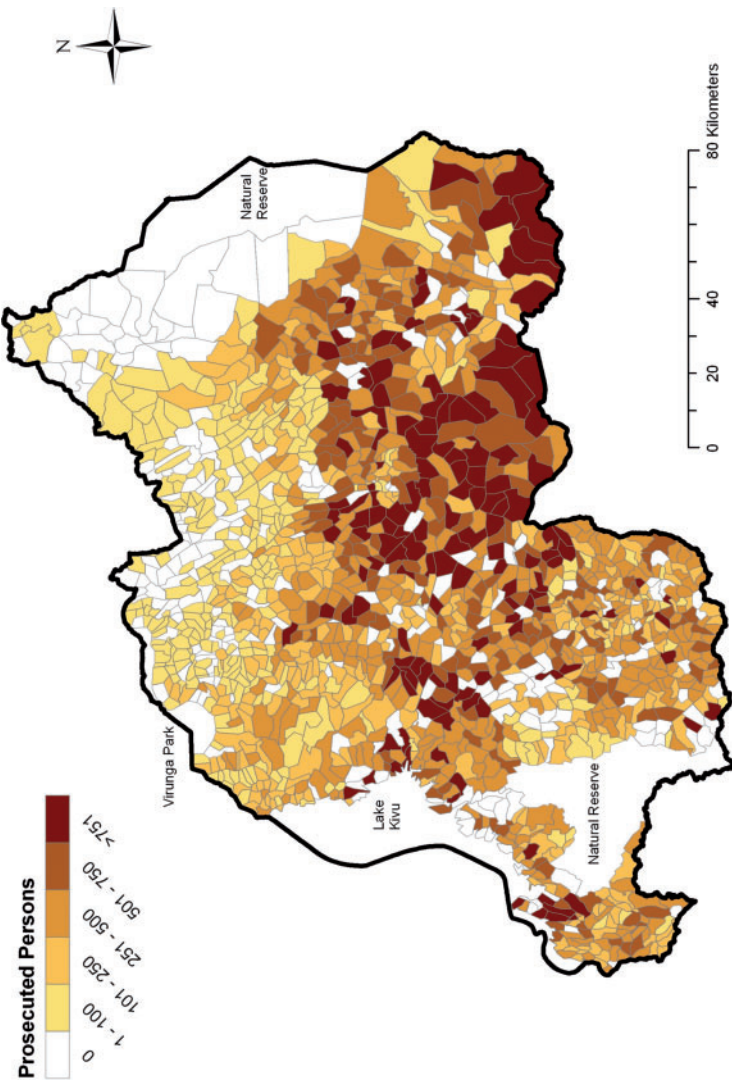 Prosecuted Persons
0
1 - 100
101 - 250
251 - 500
501 - 750
>751
N
Virunga Park
Natural
Reserve
Lake
Kivu
Natural Reserve
0 20 40 80 Kilometers